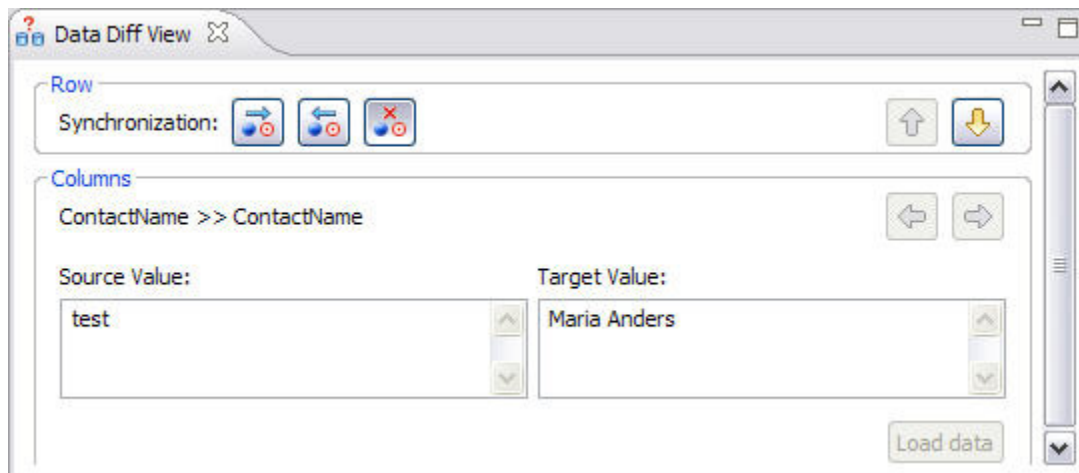 Data Diff View
Row
Synchronization:
Columns
ContactName >> ContactName
Source Value:
Target Value:
test
Maria Anders
Load data